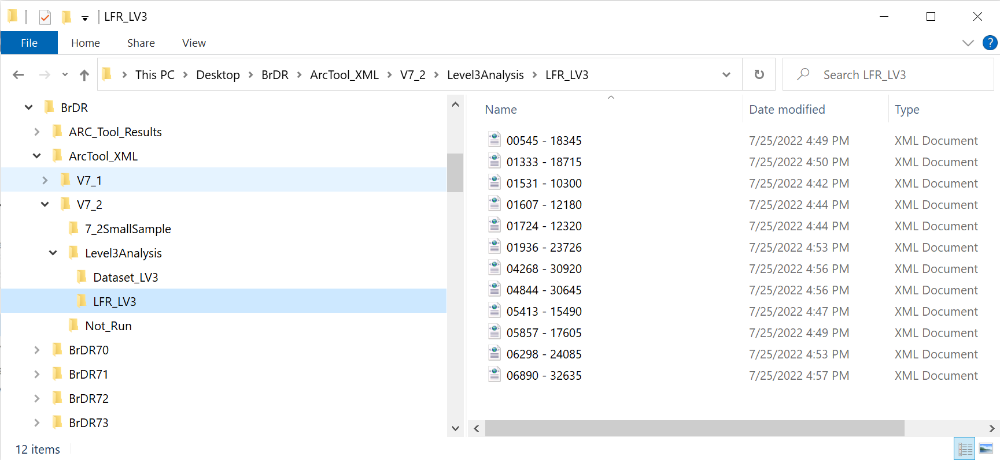 LFR_LV3
File Home Share View
?
This PC > Desktop > BrDR > ArcTool_XML > V7_2 > Level3Analysis > LFR_LV3
Search LFR_LV3
BrDR
ARC_Tool_Results
ArcTool_XML
V7_1
V7_2
7_2SmallSample
Level3Analysis
Dataset_LV3
LFR_LV3
Not_Run
BrDR70
BrDR71
BrDR72
BrDR73
Name Date modified Type
00545 - 18345 7/25/2022 4:49 PM XML Document
01333 - 18715 7/25/2022 4:50 PM XML Document
01531 - 10300 7/25/2022 4:42 PM XML Document
01607 - 12180 7/25/2022 4:44 PM XML Document
01724 - 12320 7/25/2022 4:44 PM XML Document
01936 - 23726 7/25/2022 4:53 PM XML Document
04268 - 30920 7/25/2022 4:56 PM XML Document
04844 - 30645 7/25/2022 4:56 PM XML Document
05413 - 15490 7/25/2022 4:47 PM XML Document
05857 - 17605 7/25/2022 4:49 PM XML Document
06298 - 24085 7/25/2022 4:53 PM XML Document
06890 - 32635 7/25/2022 4:57 PM XML Document
12 items